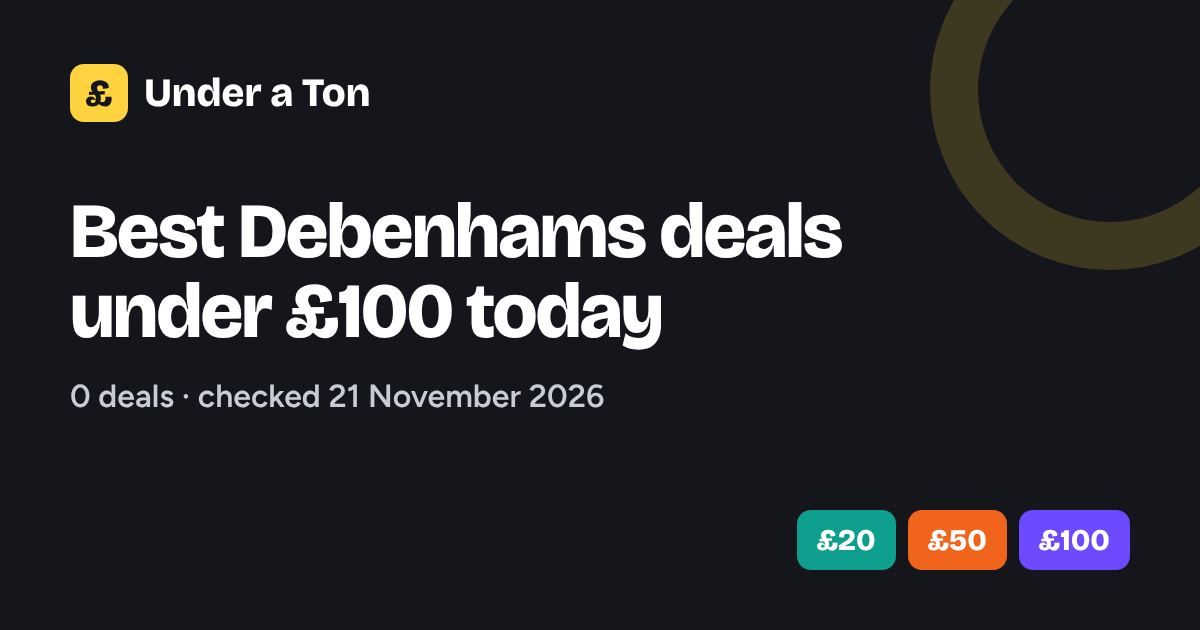 £ Under a Ton
Best Debenhams deals
under £100 today
0 deals · checked 21 November 2026
£20 £50 £100